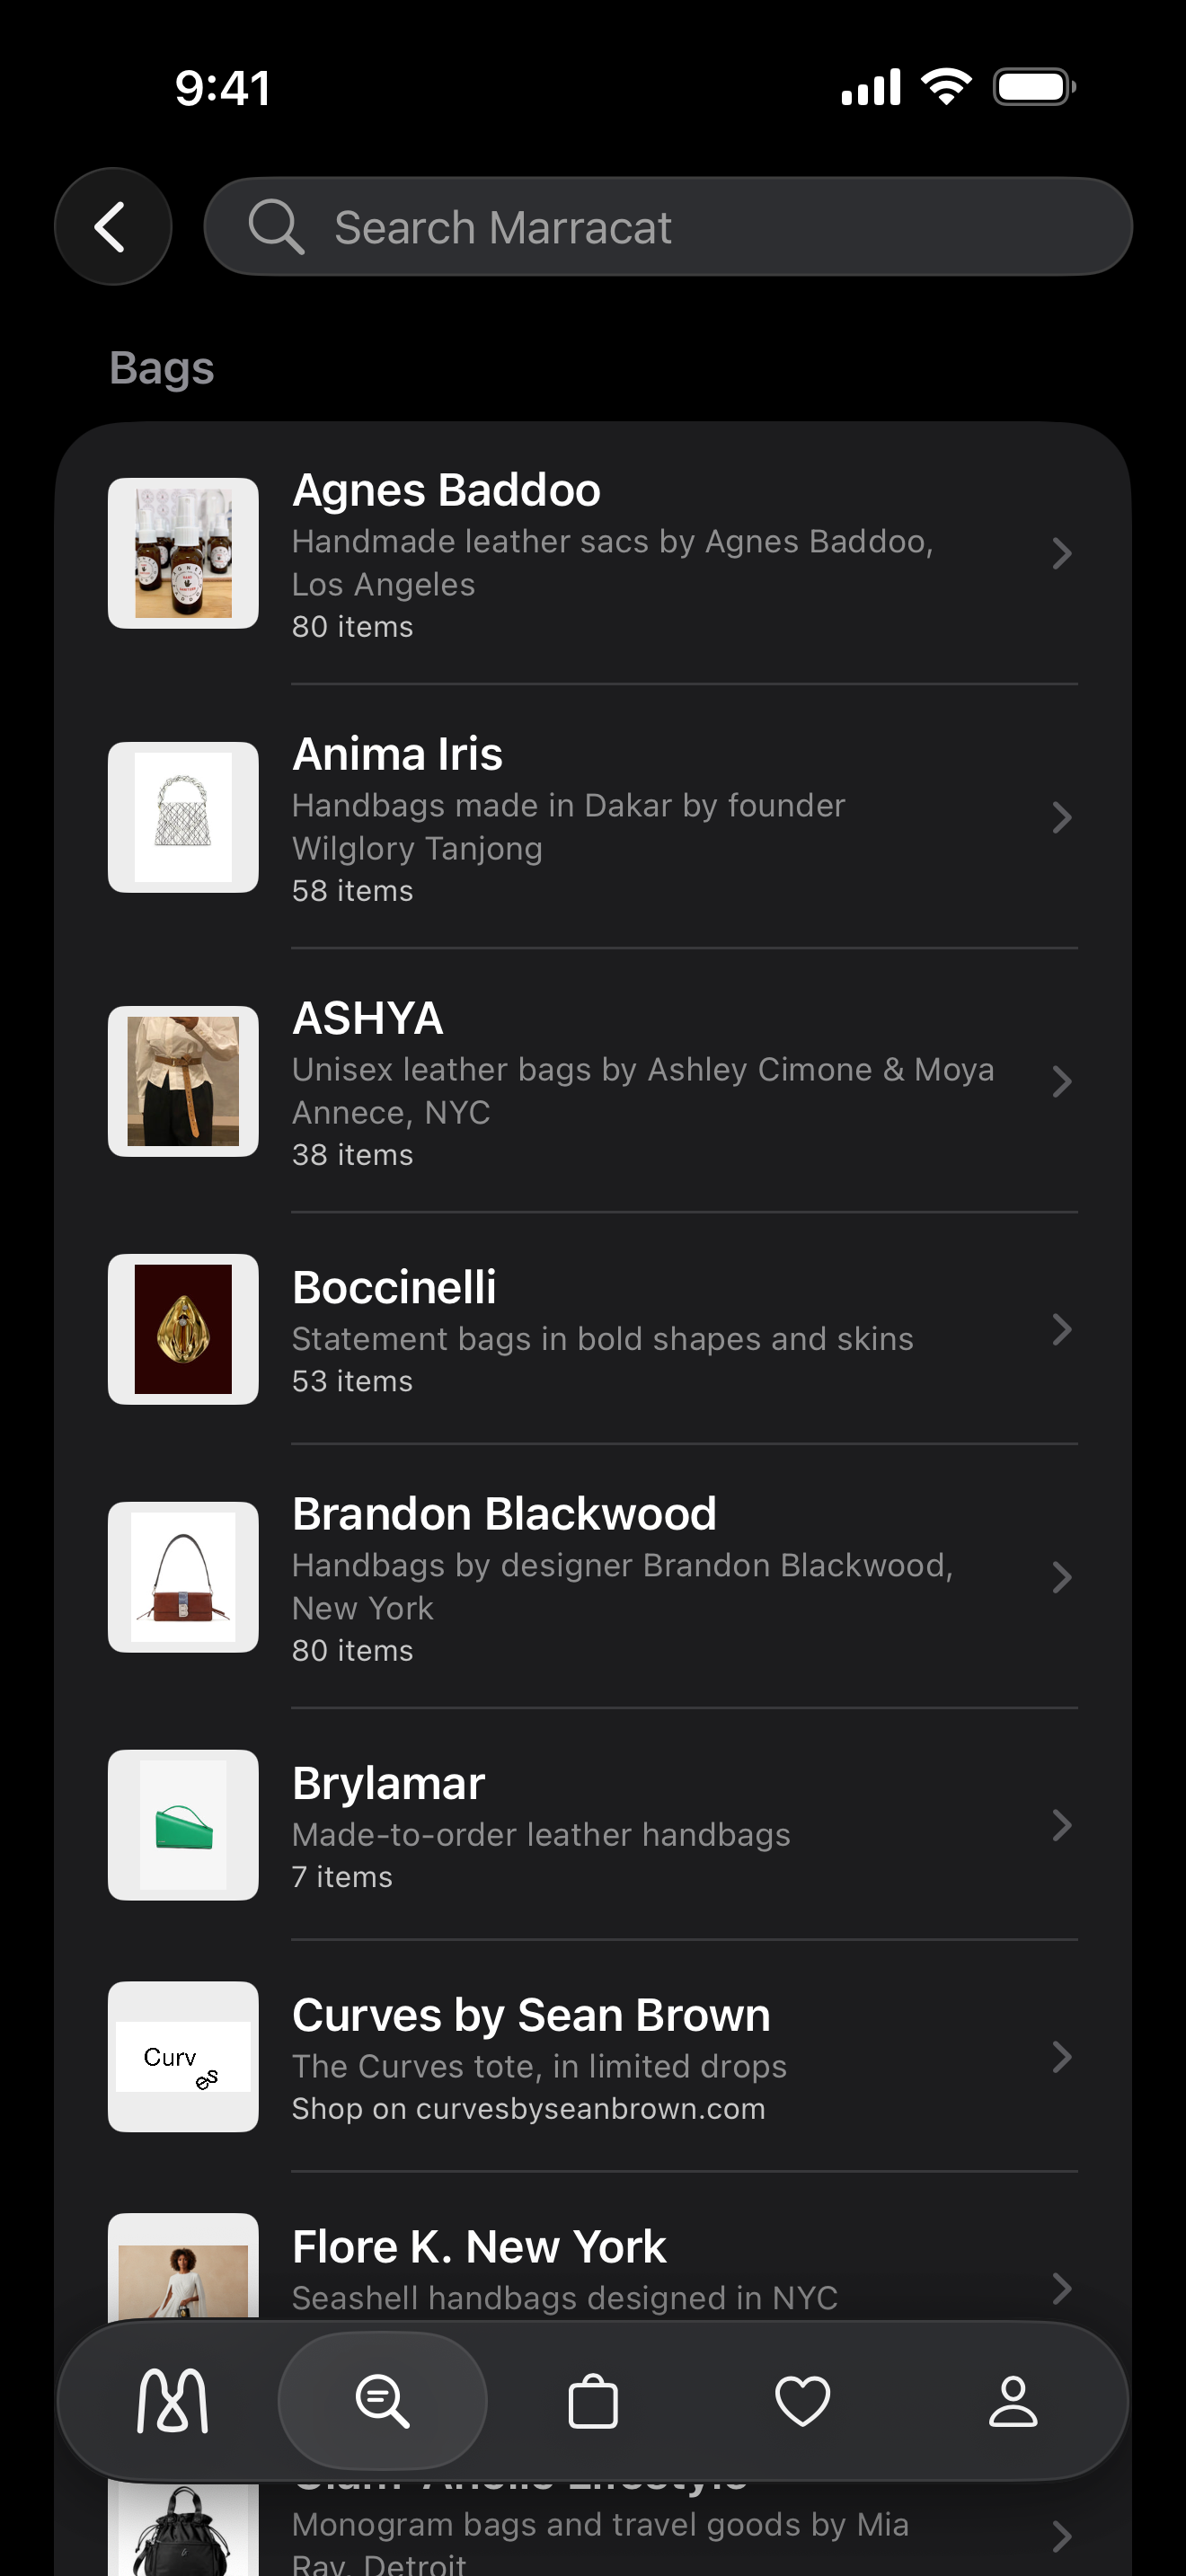 9:41
Search Marracat
Bags
Agnes Baddoo
Handmade leather sacs by Agnes Baddoo,
Los Angeles
80 items
Anima Iris
Handbags made in Dakar by founder
Wilglory Tanjong
58 items
ASHYA
Unisex leather bags by Ashley Cimone & Moya
Annece, NYC
38 items
Boccinelli
Statement bags in bold shapes and skins
53 items
Brandon Blackwood
Handbags by designer Brandon Blackwood,
New York
80 items
Brylamar
Made-to-order leather handbags
7 items
Curves
Curves by Sean Brown
The Curves tote, in limited drops
Shop on curvesbyseanbrown.com
Flore K. New York
Seashell handbags designed in NYC
Monogram bags and travel goods by Mia
Ray, Detroit